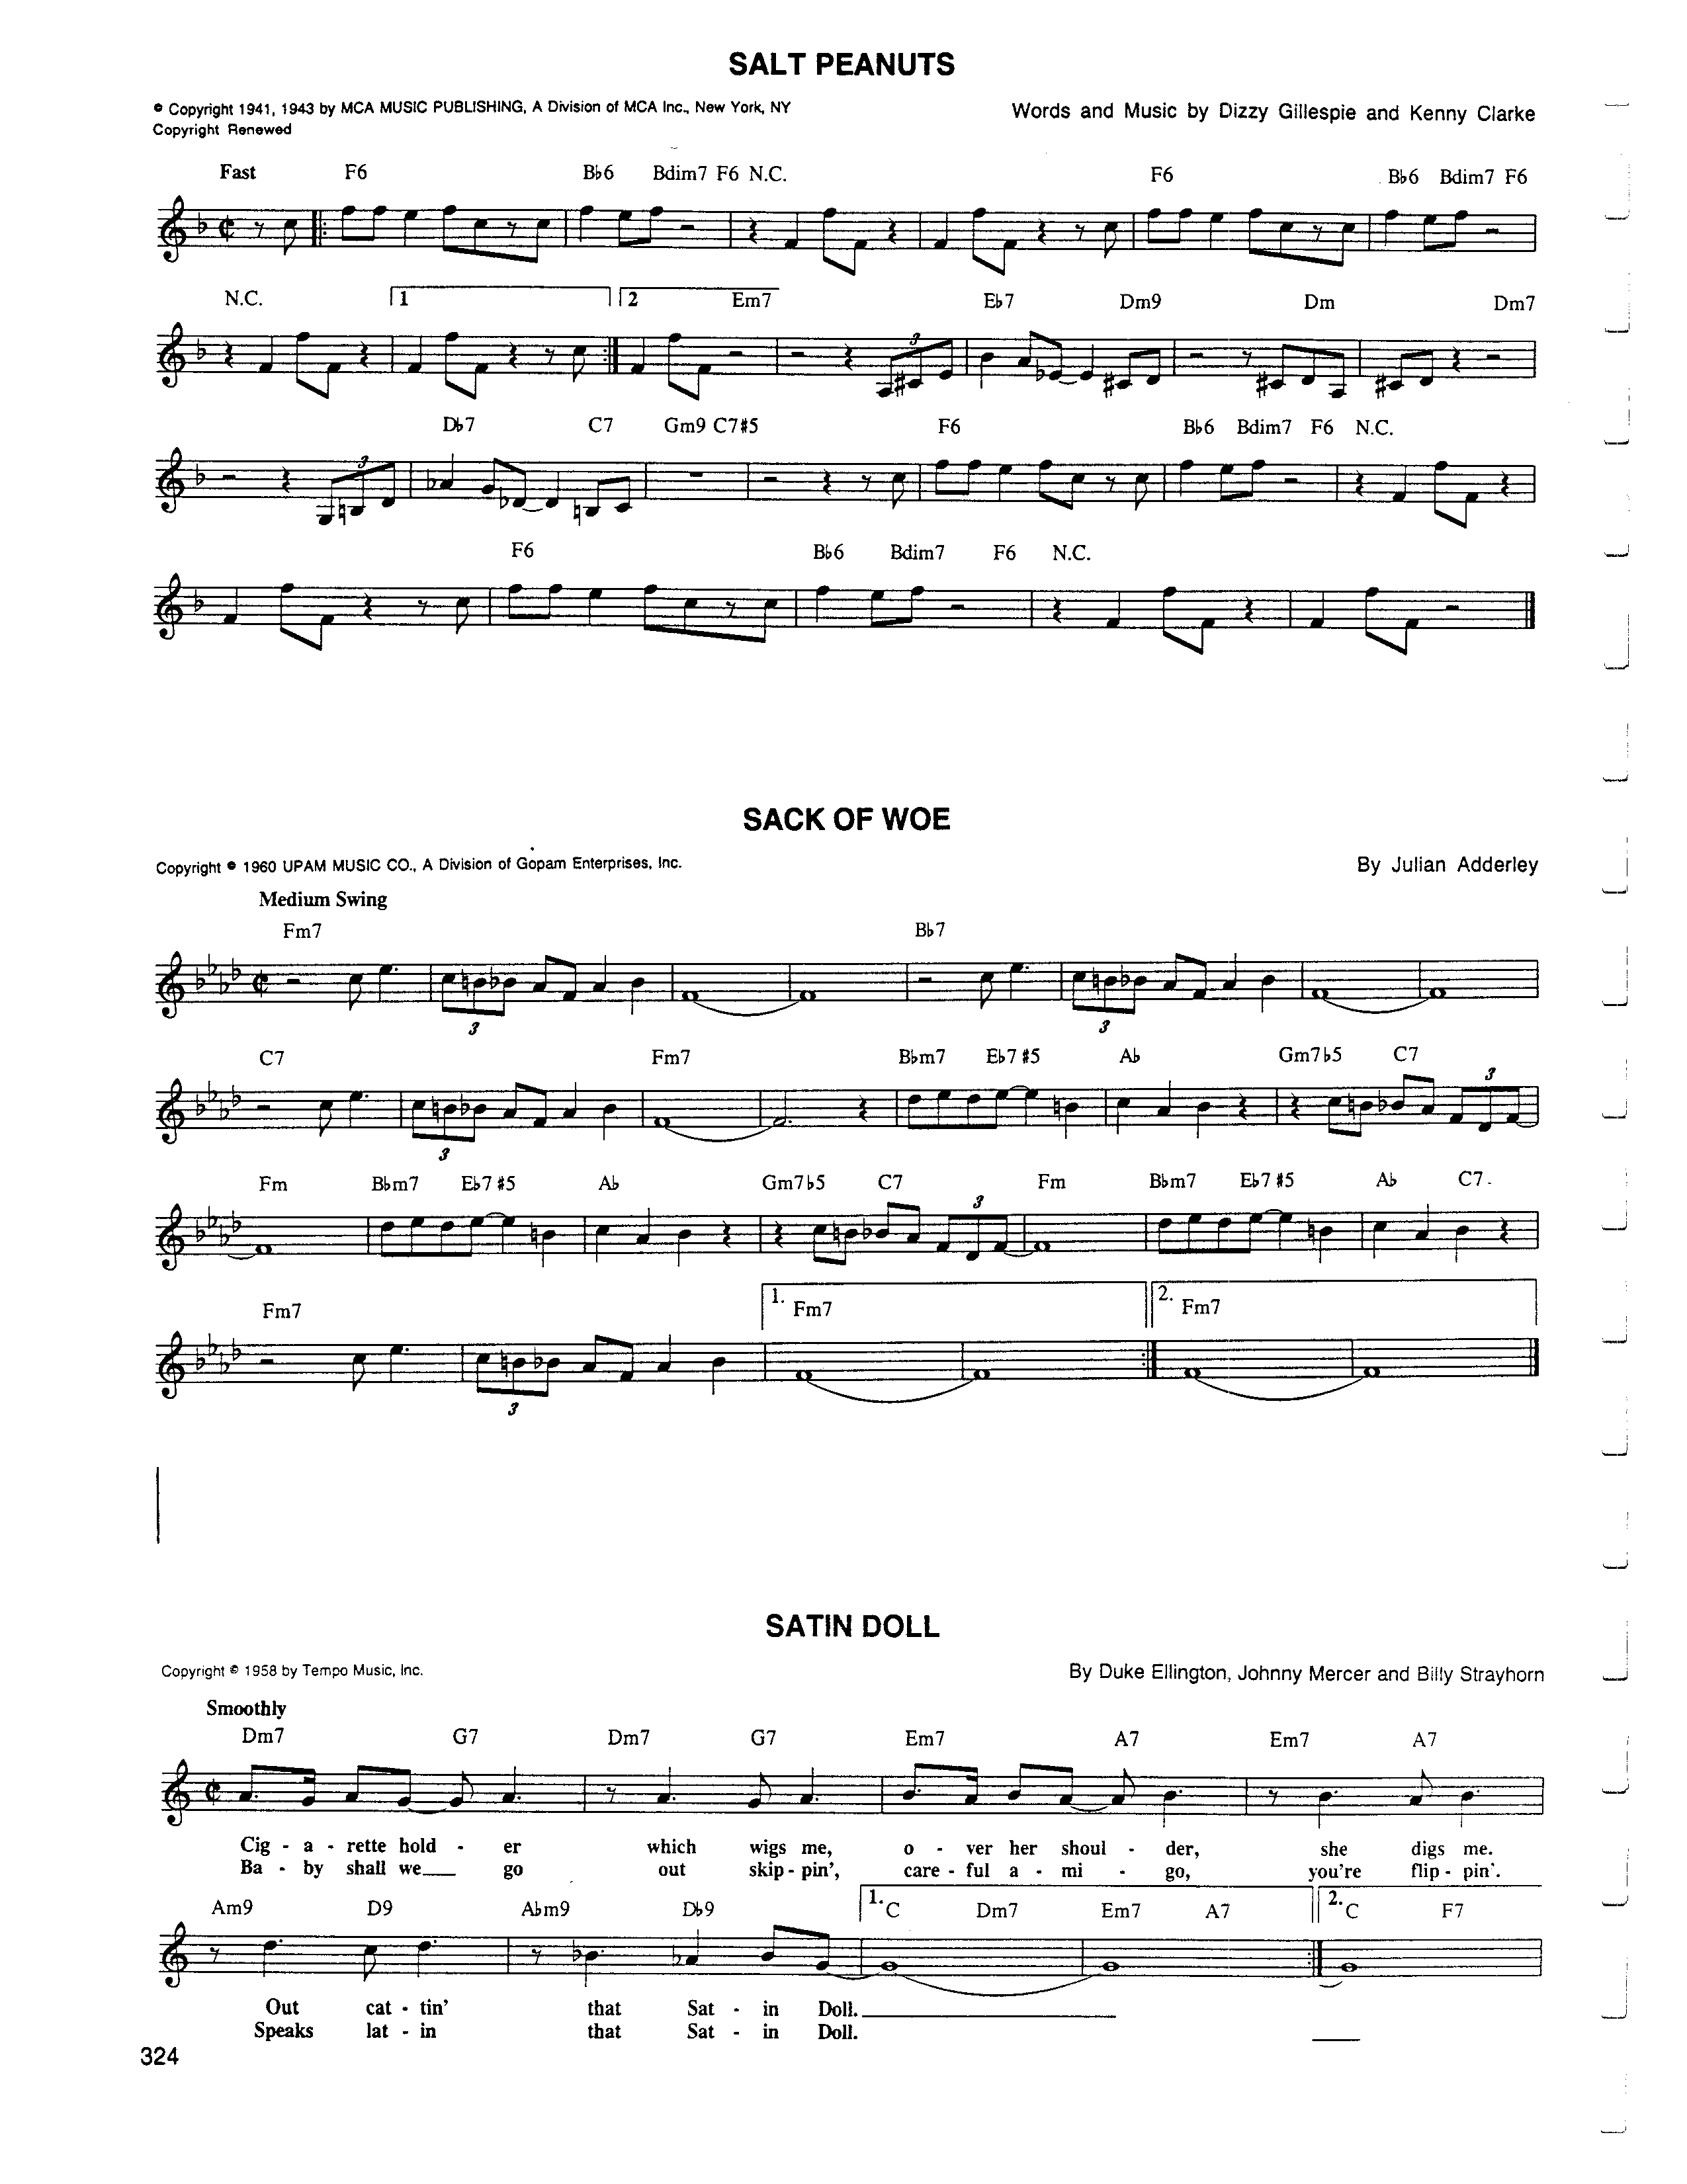 SALT PEANUTS
© Copyright 1941, 1943 by MCA MUSIC PUBLISHING, A Division of MCA Inc., New York, NY
Copyright Renewed
Words and Music by Dizzy Gillespie and Kenny Clarke
Fast F6 B♭6 Bdim7 F6 N.C. F6 B♭6 Bdim7 F6
N.C. 1 2 Em7 E♭7 Dm9 Dm Dm7
3
D♭7 C7 Gm9 C7#5 F6 B♭6 Bdim7 F6 N.C.
3
F6 B♭6 Bdim7 F6 N.C.
SACK OF WOE
Copyright © 1960 UPAM MUSIC CO., A Division of Gopam Enterprises, Inc.
By Julian Adderley
Medium Swing
Fm7 B♭7
3 3
C7 Fm7 B♭m7 E♭7#5 A♭ Gm7♭5 C7
3
3
Fm B♭m7 E♭7#5 A♭ Gm7♭5 C7 Fm B♭m7 E♭7#5 A♭ C7
3
Fm7 1. Fm7 2. Fm7
3
SATIN DOLL
Copyright © 1958 by Tempo Music, Inc.
By Duke Ellington, Johnny Mercer and Billy Strayhorn
Smoothly
Dm7 G7 Dm7 G7 Em7 A7 Em7 A7
Cig - a - rette hold - er which wigs me, o - ver her shoul - der, she digs me.
Ba - by shall we go out skip - pin', care - ful a - mi - go, you're flip - pin'.
Am9 D9 A♭m9 D♭9 1. C Dm7 Em7 A7 2. C F7
Out cat - tin' that Sat - in Doll.
Speaks lat - in that Sat - in Doll.
324